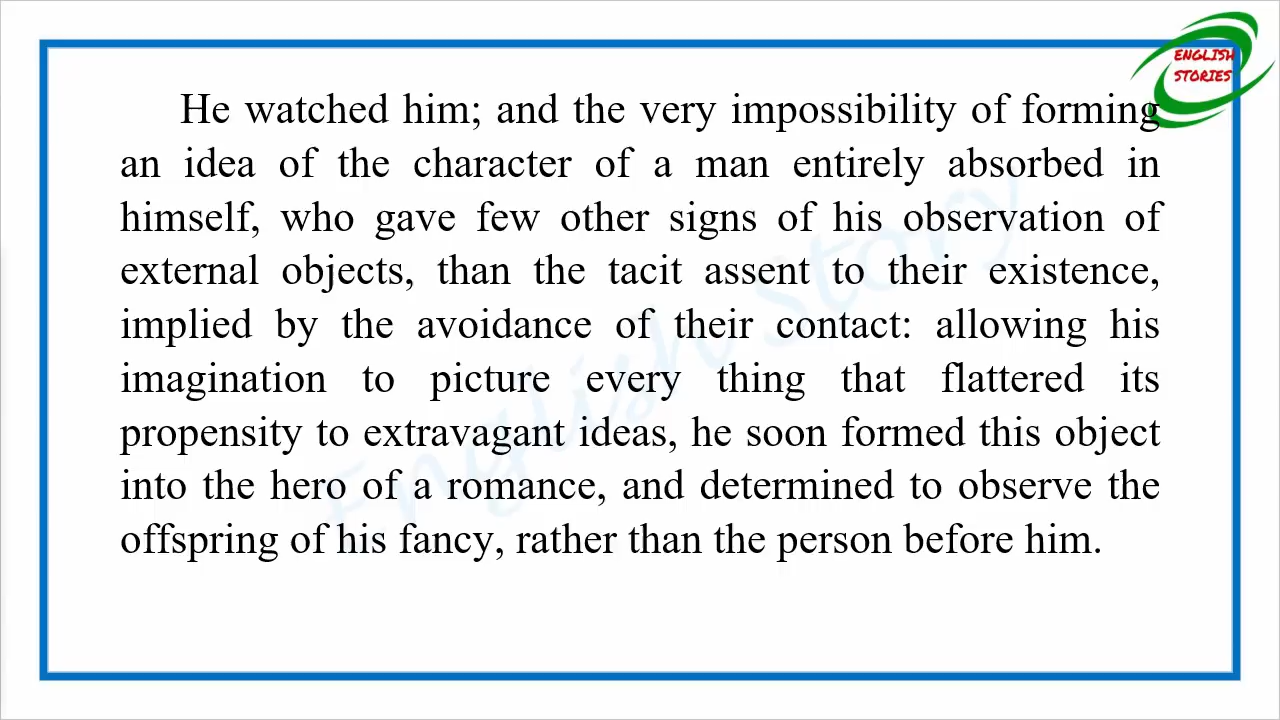 ENGLISH
STORIES
He watched him; and the very impossibility of forming
an idea of the character of a man entirely absorbed in
himself, who gave few other signs of his observation of
external objects, than the tacit assent to their existence,
implied by the avoidance of their contact: allowing his
imagination to picture every thing that flattered its
propensity to extravagant ideas, he soon formed this object
into the hero of a romance, and determined to observe the
offspring of his fancy, rather than the person before him.
English Story